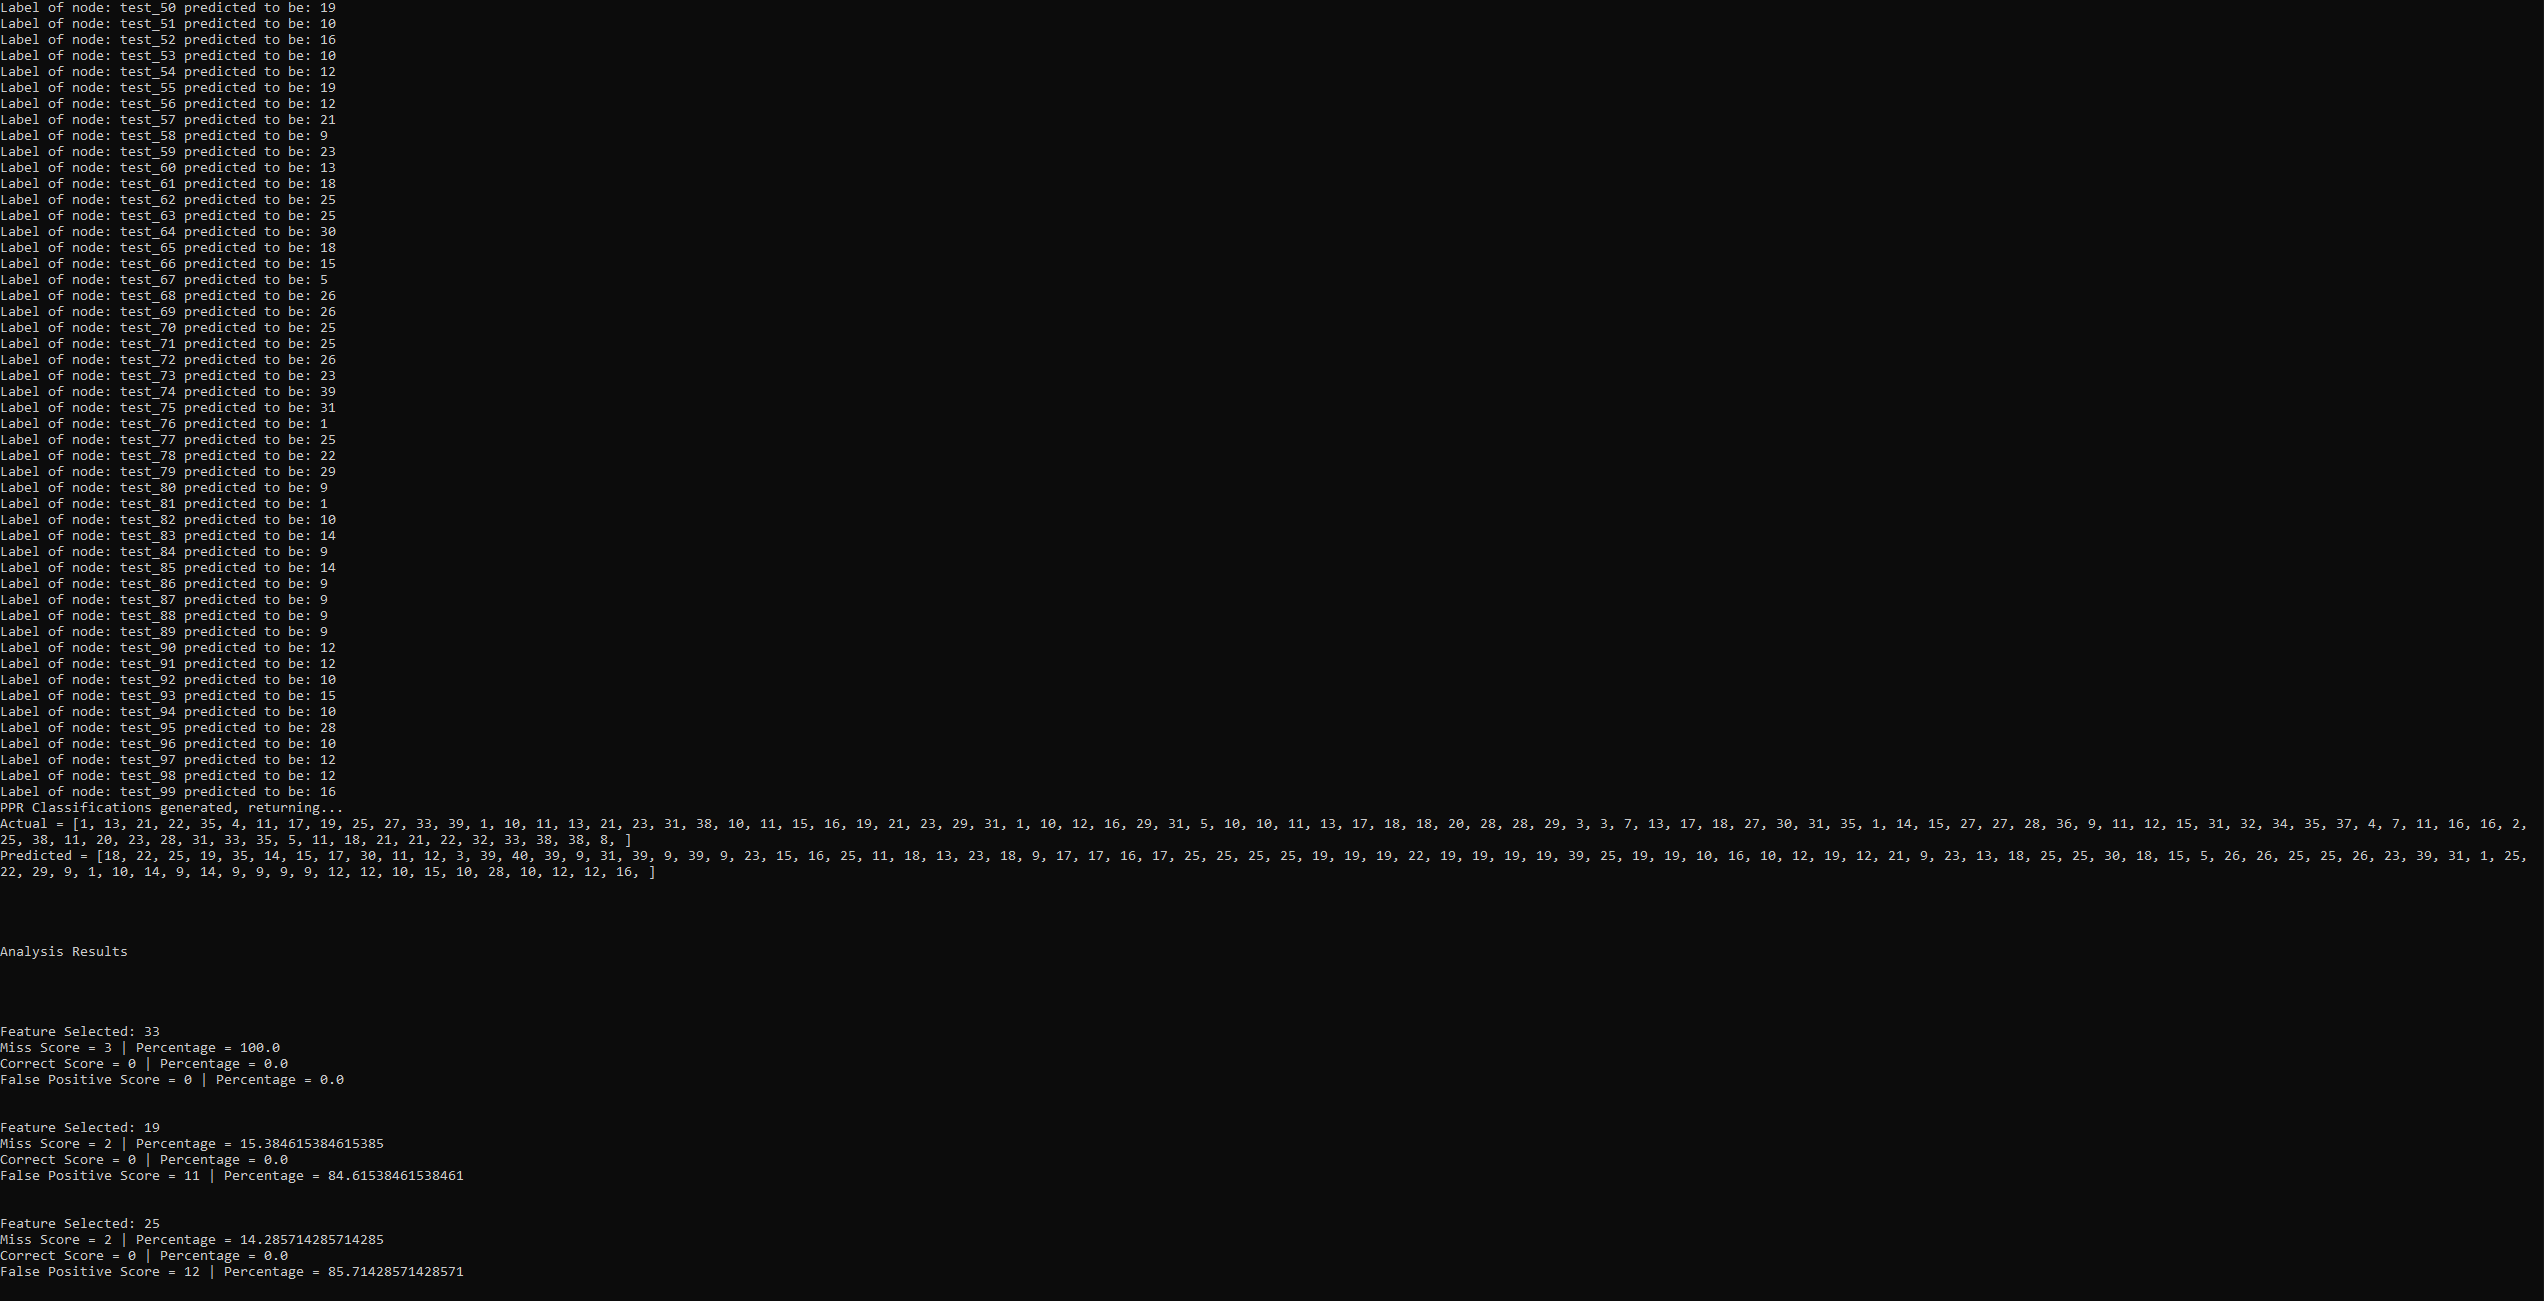 Label of node: test_50 predicted to be: 19
Label of node: test_51 predicted to be: 10
Label of node: test_52 predicted to be: 16
Label of node: test_53 predicted to be: 10
Label of node: test_54 predicted to be: 12
Label of node: test_55 predicted to be: 19
Label of node: test_56 predicted to be: 12
Label of node: test_57 predicted to be: 21
Label of node: test_58 predicted to be: 9
Label of node: test_59 predicted to be: 23
Label of node: test_60 predicted to be: 13
Label of node: test_61 predicted to be: 18
Label of node: test_62 predicted to be: 25
Label of node: test_63 predicted to be: 25
Label of node: test_64 predicted to be: 30
Label of node: test_65 predicted to be: 18
Label of node: test_66 predicted to be: 15
Label of node: test_67 predicted to be: 5
Label of node: test_68 predicted to be: 26
Label of node: test_69 predicted to be: 26
Label of node: test_70 predicted to be: 25
Label of node: test_71 predicted to be: 25
Label of node: test_72 predicted to be: 26
Label of node: test_73 predicted to be: 23
Label of node: test_74 predicted to be: 39
Label of node: test_75 predicted to be: 31
Label of node: test_76 predicted to be: 1
Label of node: test_77 predicted to be: 25
Label of node: test_78 predicted to be: 22
Label of node: test_79 predicted to be: 29
Label of node: test_80 predicted to be: 9
Label of node: test_81 predicted to be: 1
Label of node: test_82 predicted to be: 10
Label of node: test_83 predicted to be: 14
Label of node: test_84 predicted to be: 9
Label of node: test_85 predicted to be: 14
Label of node: test_86 predicted to be: 9
Label of node: test_87 predicted to be: 9
Label of node: test_88 predicted to be: 9
Label of node: test_89 predicted to be: 9
Label of node: test_90 predicted to be: 12
Label of node: test_91 predicted to be: 12
Label of node: test_92 predicted to be: 10
Label of node: test_93 predicted to be: 15
Label of node: test_94 predicted to be: 10
Label of node: test_95 predicted to be: 28
Label of node: test_96 predicted to be: 10
Label of node: test_97 predicted to be: 12
Label of node: test_98 predicted to be: 12
Label of node: test_99 predicted to be: 16
PPR Classifications generated, returning...
Actual = [1, 13, 21, 22, 35, 4, 11, 17, 19, 25, 27, 33, 39, 1, 10, 11, 13, 21, 23, 31, 38, 10, 11, 15, 16, 19, 21, 23, 29, 31, 1, 10, 12, 16, 29, 31, 5, 10, 10, 11, 13, 17, 18, 18, 20, 28, 28, 29, 3, 3, 7, 13, 17, 18, 27, 30, 31, 35, 1, 14, 15, 27, 27, 28, 36, 9, 11, 12, 15, 31, 32, 34, 35, 37, 4, 7, 11, 16, 16, 2,
25, 38, 11, 20, 23, 28, 31, 33, 35, 5, 11, 18, 21, 21, 22, 32, 33, 38, 38, 8, ]
Predicted = [18, 22, 25, 19, 35, 14, 15, 17, 30, 11, 12, 3, 39, 40, 39, 9, 31, 39, 9, 39, 9, 23, 15, 16, 25, 11, 18, 13, 23, 18, 9, 17, 17, 16, 17, 25, 25, 25, 25, 19, 19, 19, 22, 19, 19, 19, 19, 39, 25, 19, 19, 10, 16, 10, 12, 19, 12, 21, 9, 23, 13, 18, 25, 25, 30, 18, 15, 5, 26, 26, 25, 25, 26, 23, 39, 31, 1, 25,
22, 29, 9, 1, 10, 14, 9, 14, 9, 9, 9, 9, 12, 12, 10, 15, 10, 28, 10, 12, 12, 16, ]
Analysis Results
Feature Selected: 33
Miss Score = 3 | Percentage = 100.0
Correct Score = 0 | Percentage = 0.0
False Positive Score = 0 | Percentage = 0.0
Feature Selected: 19
Miss Score = 2 | Percentage = 15.384615384615385
Correct Score = 0 | Percentage = 0.0
False Positive Score = 11 | Percentage = 84.61538461538461
Feature Selected: 25
Miss Score = 2 | Percentage = 14.285714285714285
Correct Score = 0 | Percentage = 0.0
False Positive Score = 12 | Percentage = 85.71428571428571